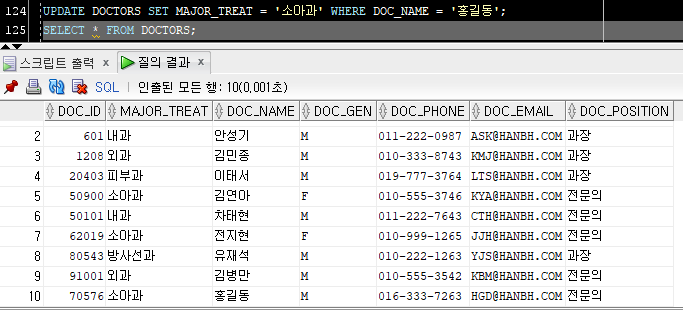 124 UPDATE DOCTORS SET MAJOR_TREAT = '소아과' WHERE DOC_NAME = '홍길동';
125 SELECT * FROM DOCTORS;
스크립트 출력 × 질의 결과 ×
SQL | 인출된 모든 행: 10(0,001초)
DOC_ID MAJOR_TREAT DOC_NAME DOC_GEN DOC_PHONE DOC_EMAIL DOC_POSITION
2 601 내과 안성기 M 011-222-0987 ASK@HANBH.COM 과장
3 1208 외과 김민종 M 010-333-8743 KMJ@HANBH.COM 과장
4 20403 피부과 이태서 M 019-777-3764 LTS@HANBH.COM 과장
5 50900 소아과 김연아 F 010-555-3746 KYA@HANBH.COM 전문의
6 50101 내과 차태현 M 011-222-7643 CTH@HANBH.COM 전문의
7 62019 소아과 전지현 F 010-999-1265 JJH@HANBH.COM 전문의
8 80543 방사선과 유재석 M 010-222-1263 YJS@HANBH.COM 과장
9 91001 외과 김병만 M 010-555-3542 KBM@HANBH.COM 전문의
10 70576 소아과 홍길동 M 016-333-7263 HGD@HANBH.COM 전문의